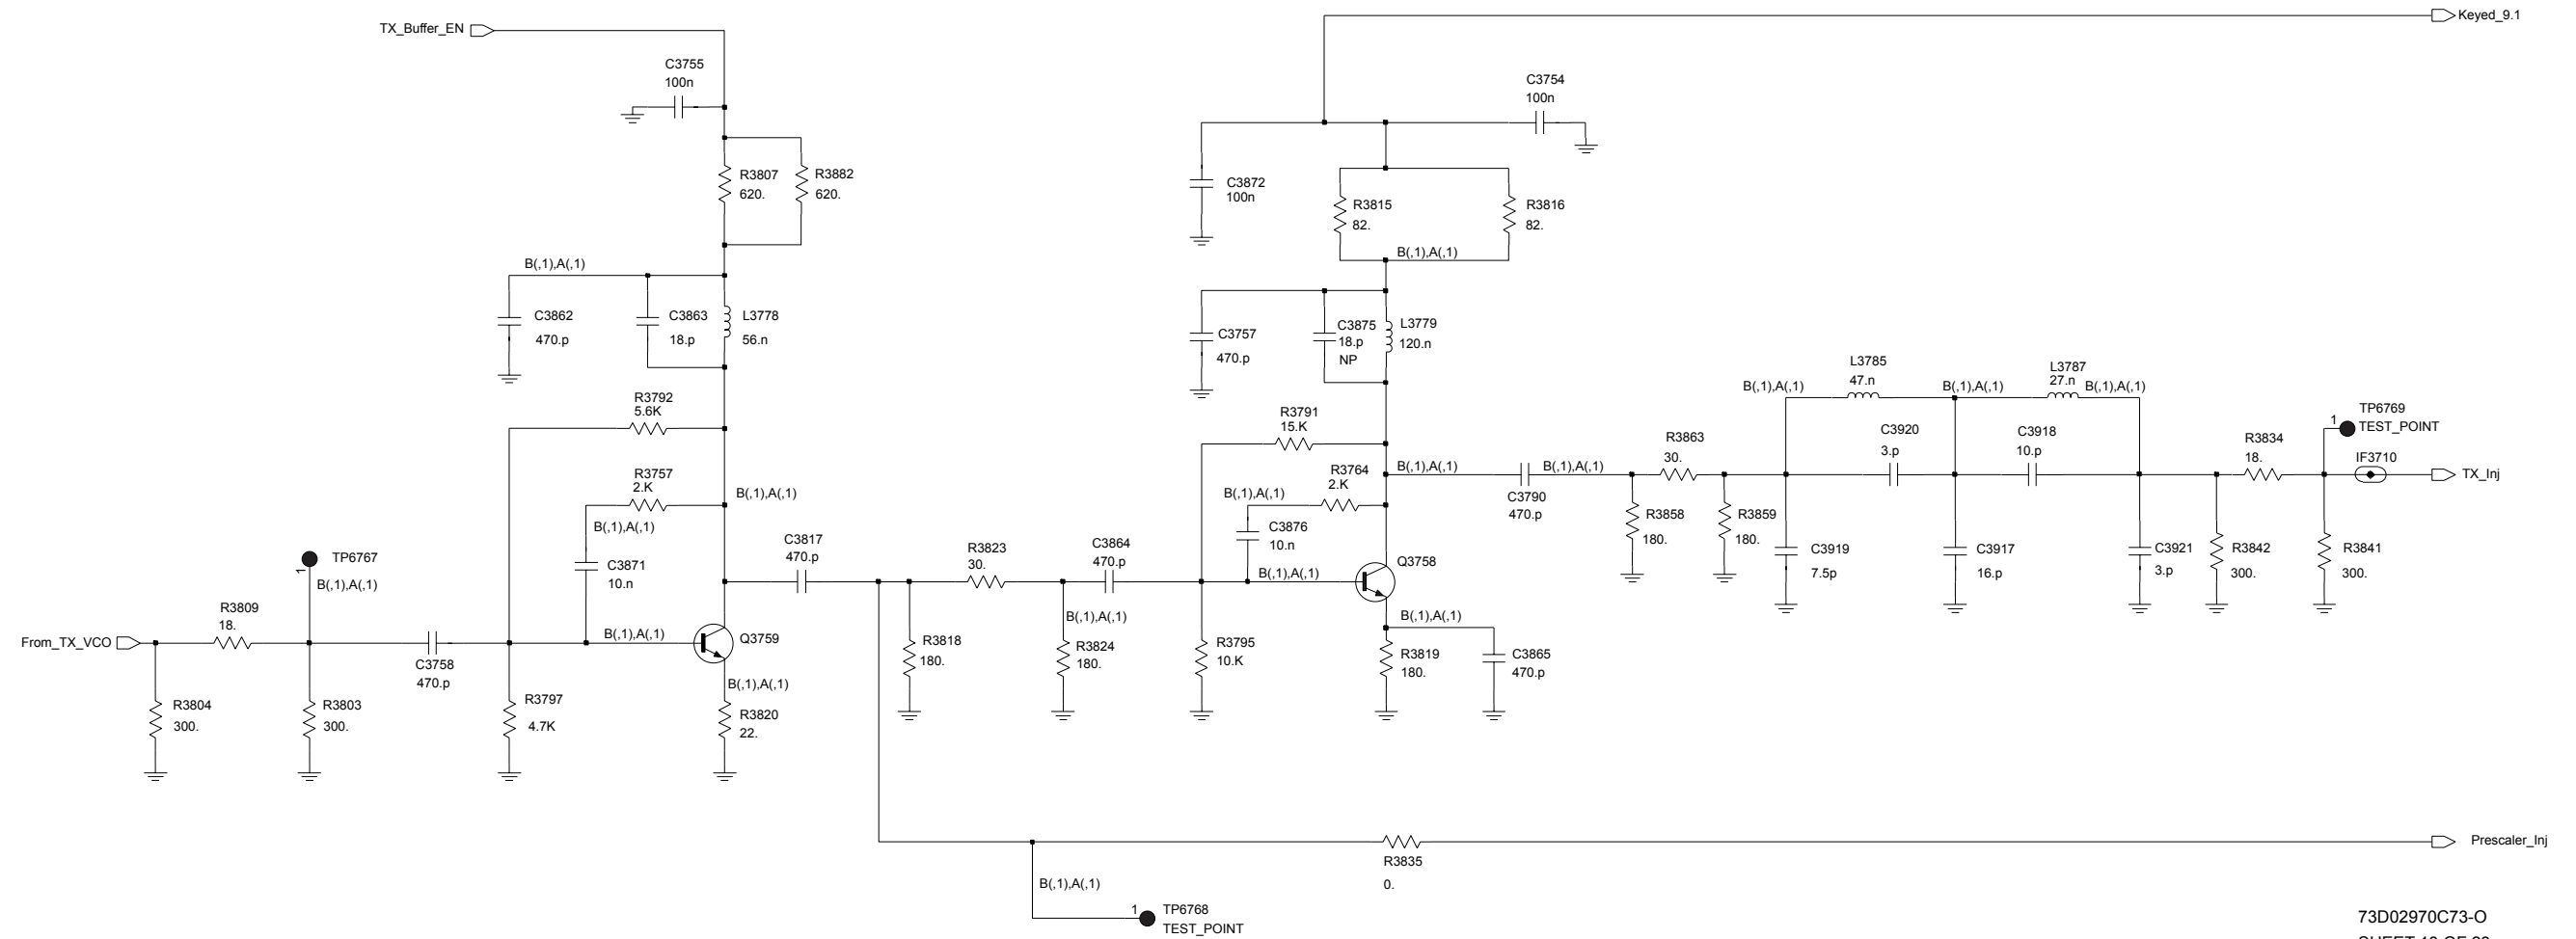 Keyed_9.1
TX_Buffer_EN
C3755
100n
C3754
100n
R3807
620.
R3882
620.
C3872
100n
R3815
82.
R3816
82.
B(,1),A(,1)
B(,1),A(,1)
C3862
470.p
C3863
18.p
L3778
56.n
C3757
470.p
C3875
18.p
NP
L3779
120.n
L3785
47.n
L3787
27.n
B(,1),A(,1)
B(,1),A(,1)
B(,1),A(,1)
R3792
5.6K
R3791
15.K
TP6769
1
TEST_POINT
C3920
3.p
C3918
10.p
R3863
30.
R3834
18.
IF3710
TX_Inj
R3757
2.K
R3764
2.K
B(,1),A(,1)
B(,1),A(,1)
B(,1),A(,1)
B(,1),A(,1)
B(,1),A(,1)
C3790
470.p
R3858
180.
R3859
180.
C3876
10.n
C3817
470.p
R3823
30.
C3864
470.p
TP6767
1
B(,1),A(,1)
C3871
10.n
B(,1),A(,1)
Q3758
C3919
7.5p
C3917
16.p
C3921
3.p
R3842
300.
R3841
300.
R3809
18.
B(,1),A(,1)
B(,1),A(,1)
From_TX_VCO
B(,1),A(,1)
Q3759
C3758
470.p
R3818
180.
R3824
180.
R3795
10.K
R3819
180.
C3865
470.p
B(,1),A(,1)
R3804
300.
R3803
300.
R3797
4.7K
R3820
22.
Prescaler_Inj
R3835
0.
B(,1),A(,1)
1
TP6768
TEST_POINT
73D02970C73-O